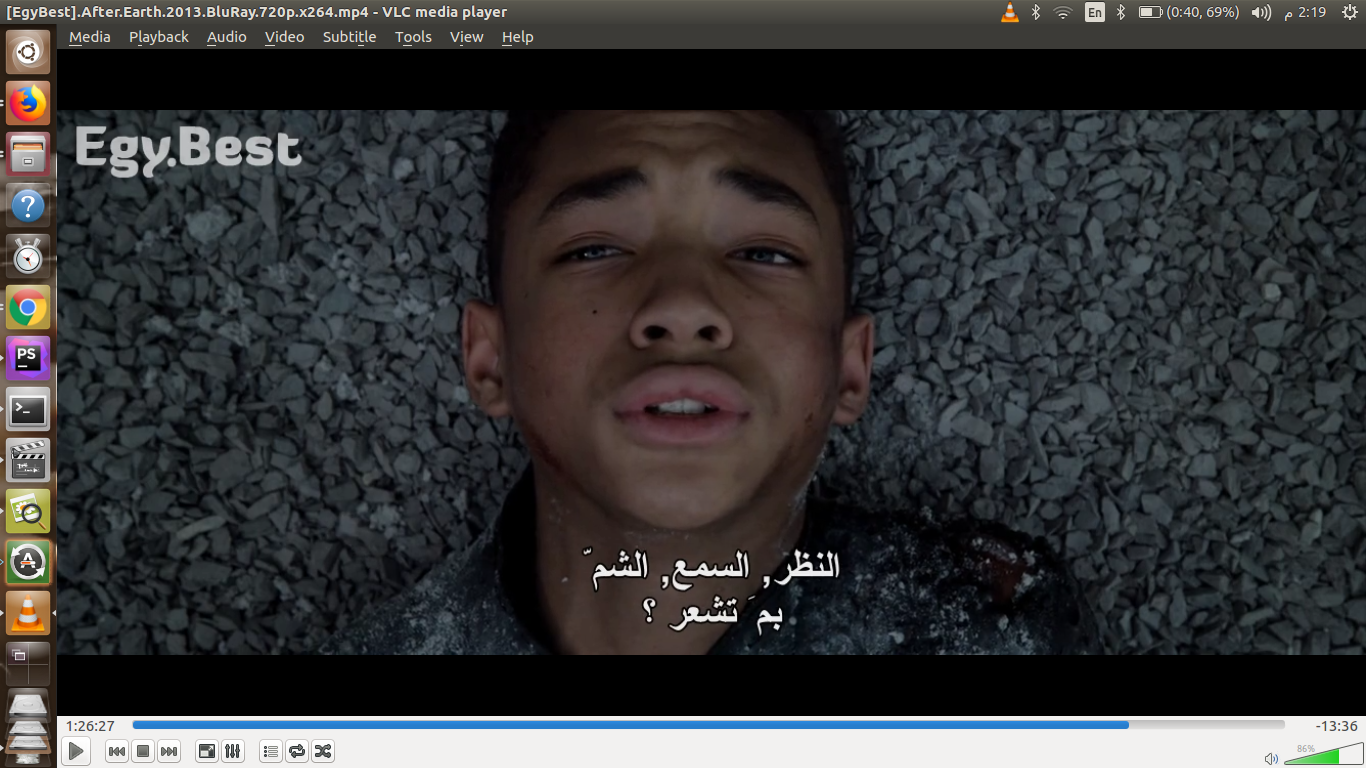 [EgyBest].After.Earth.2013.BluRay.720p.x264.mp4 - VLC media player
En
(0:40, 69%)
2:19 م
Media Playback Audio Video Subtitle Tools View Help
Egy.Best
?
PS
>_
A
النظر, السمع, الشمّ
بمَ تشعر ؟
1:26:27
-13:36
86%